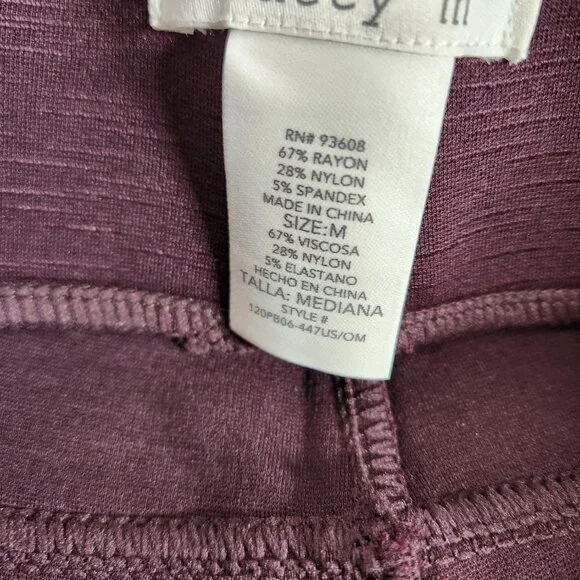 RN# 93608
67% RAYON
28% NYLON
5% SPANDEX
MADE IN CHINA
SIZE:M
67% VISCOSA
28% NYLON
5% ELASTANO
HECHO EN CHINA
TALLA: MEDIANA
STYLE #
120PB06-447US/OM